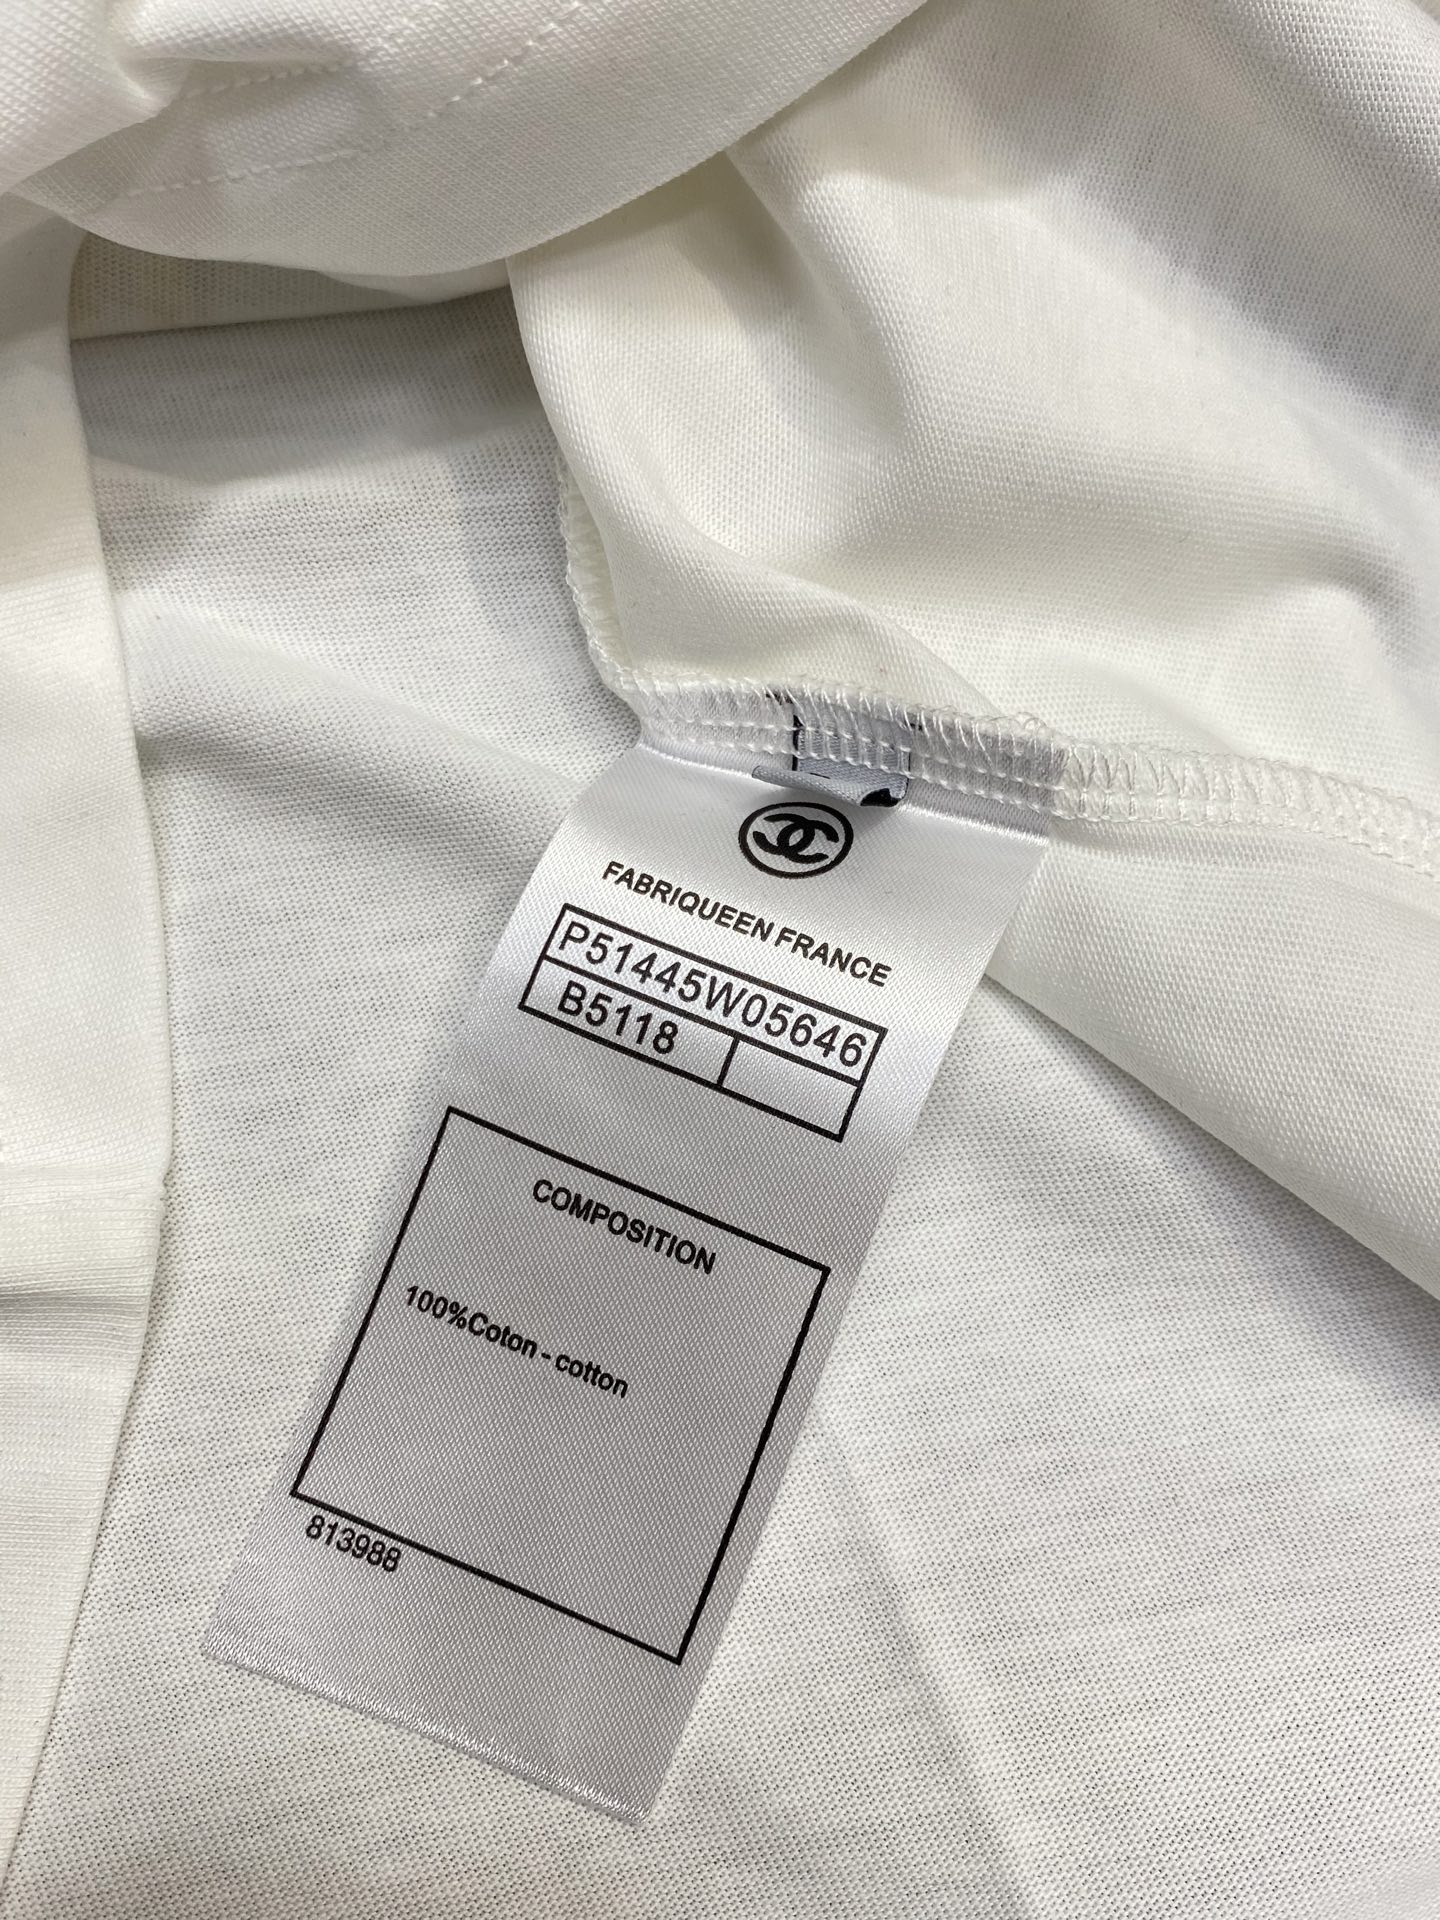 FABRIQUEEN FRANCE
P51445W05646
B5118
COMPOSITION
100%Coton - cotton
813988